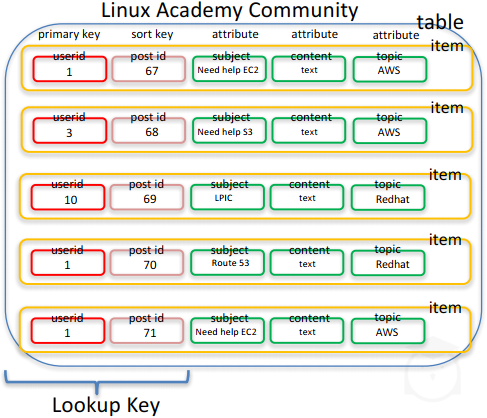 Linux Academy Community
table
primary key sort key attribute attribute attribute
item
userid post id subject content topic
1 67 Need help EC2 text AWS
item
userid post id subject content topic
3 68 Need help S3 text AWS
item
userid post id subject content topic
10 69 LPIC text Redhat
item
userid post id subject content topic
1 70 Route 53 text Redhat
item
userid post id subject content topic
1 71 Need help EC2 text AWS
Lookup Key